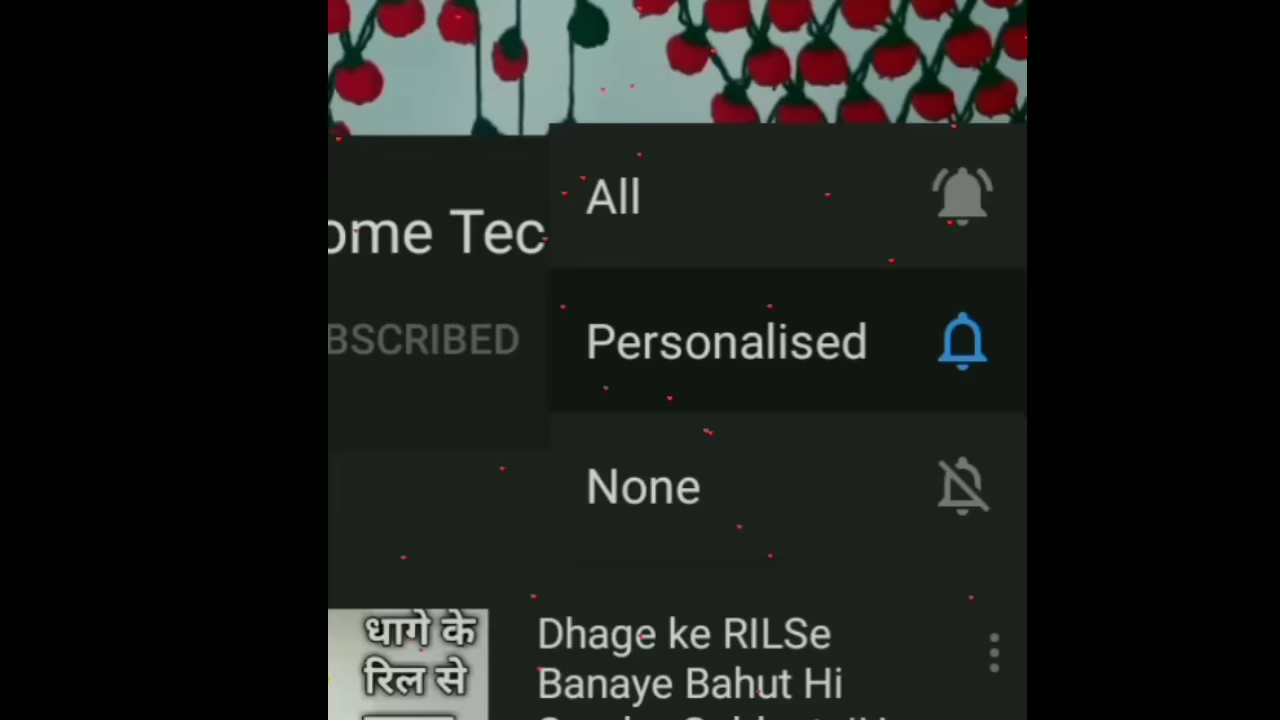 All
ome Tec
Personalised
BSCRIBED
None
धागे के
रिल से
Dhage ke RILSe
Banaye Bahut Hi